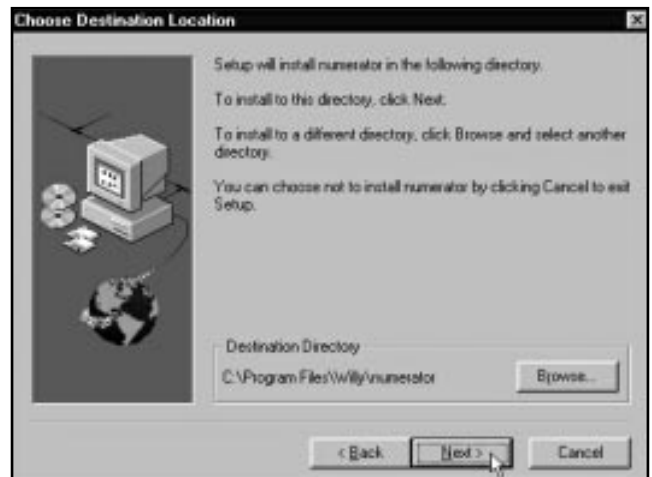 Choose Destination Location
Setup will install numerator in the following directory.
To install to this directory, click Next.
To install to a different directory, click Browse and select another
directory.
You can choose not to install numerator by clicking Cancel to exit
Setup.
Destination Directory
C:\Program Files\Willy\numerator
Browse...
< Back
Next >
Cancel